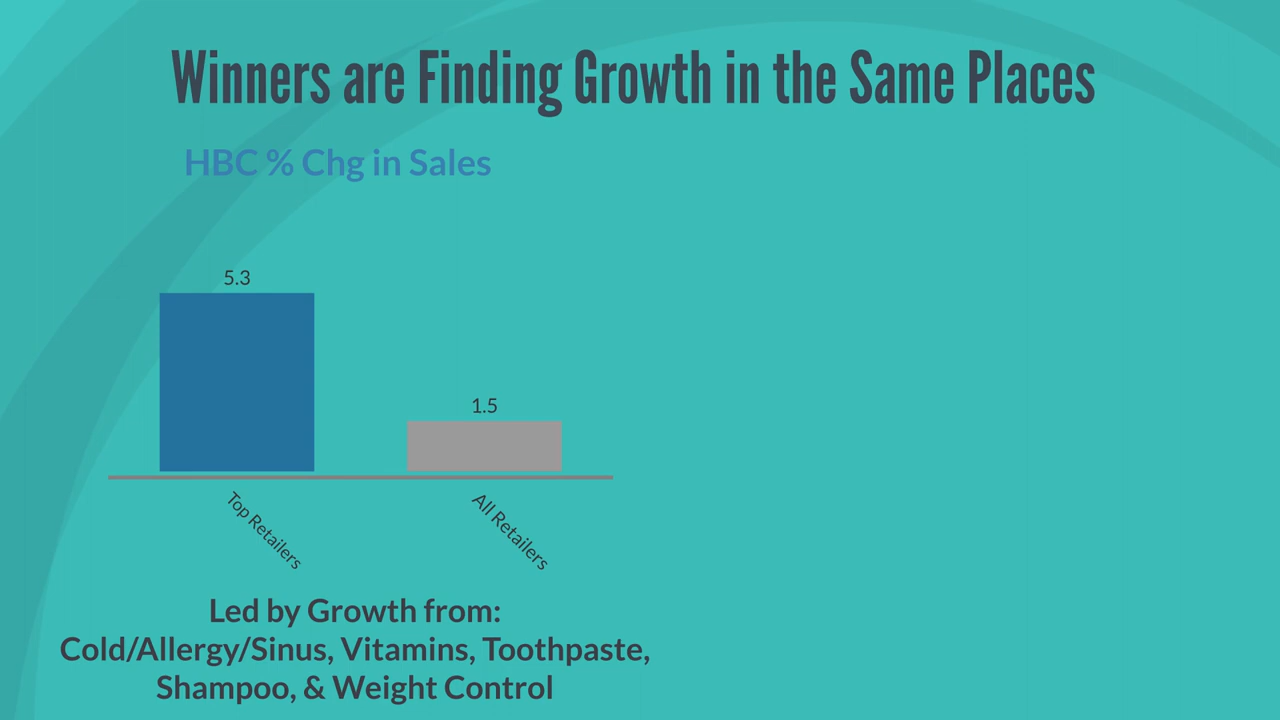 Winners are Finding Growth in the Same Places
HBC % Chg in Sales
5.3
1.5
Top Retailers
All Retailers
Led by Growth from:
Cold/Allergy/Sinus, Vitamins, Toothpaste,
Shampoo, & Weight Control